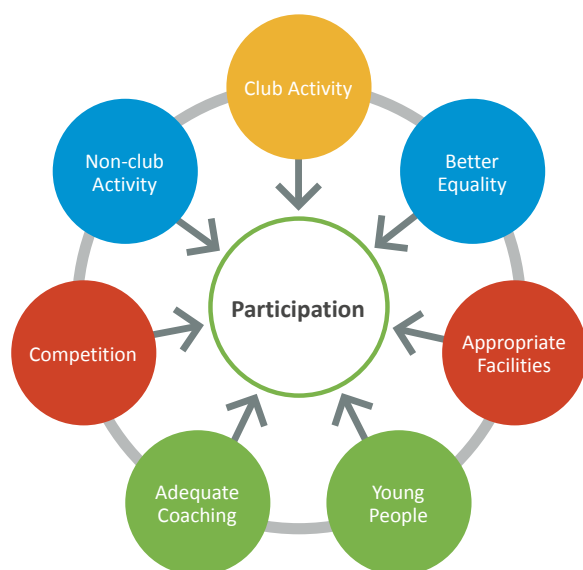 Club Activity
Better
Equality
Appropriate
Facilities
Young
People
Adequate
Coaching
Competition
Non-club
Activity
Participation